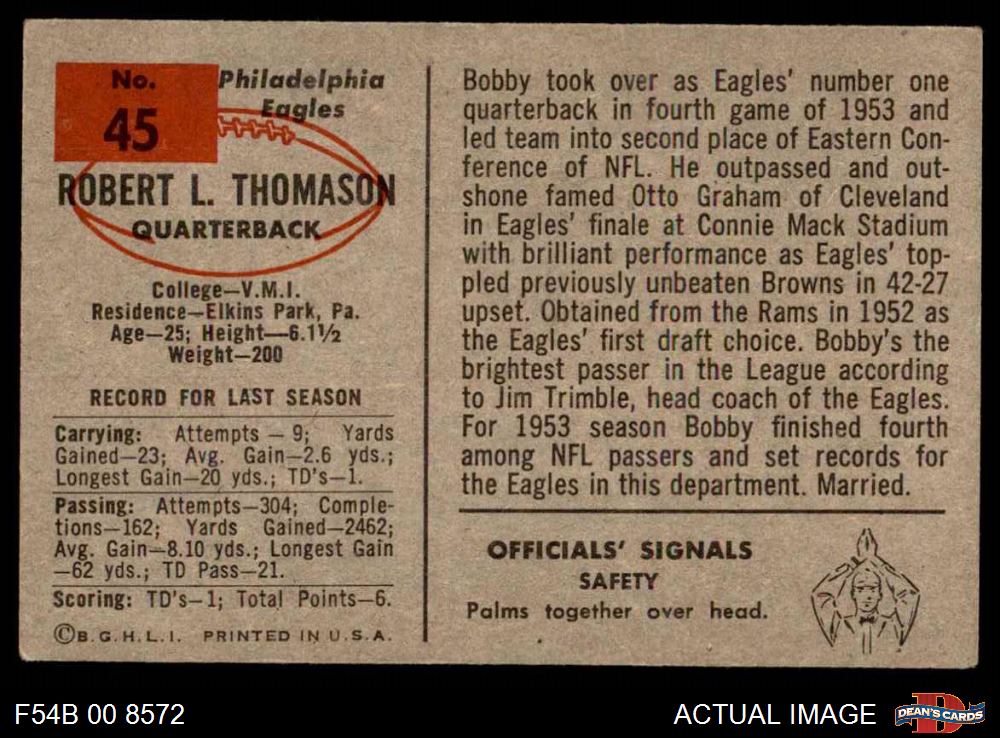 No.
45
Philadelphia
Eagles
ROBERT L. THOMASON
QUARTERBACK
College—V.M.I.
Residence—Elkins Park, Pa.
Age—25; Height—6.1½
Weight—200
RECORD FOR LAST SEASON
Carrying: Attempts — 9; Yards
Gained—23; Avg. Gain—2.6 yds.;
Longest Gain—20 yds.; TD's—1.
Passing: Attempts—304; Comple-
tions—162; Yards Gained—2462;
Avg. Gain—8.10 yds.; Longest Gain
—62 yds.; TD Pass—21.
Scoring: TD's—1; Total Points—6.
©B.G.H.L.I. PRINTED IN U.S.A.
Bobby took over as Eagles' number one
quarterback in fourth game of 1953 and
led team into second place of Eastern Con-
ference of NFL. He outpassed and out-
shone famed Otto Graham of Cleveland
in Eagles' finale at Connie Mack Stadium
with brilliant performance as Eagles' top-
pled previously unbeaten Browns in 42-27
upset. Obtained from the Rams in 1952 as
the Eagles' first draft choice. Bobby's the
brightest passer in the League according
to Jim Trimble, head coach of the Eagles.
For 1953 season Bobby finished fourth
among NFL passers and set records for
the Eagles in this department. Married.
OFFICIALS' SIGNALS
SAFETY
Palms together over head.
F54B 00 8572
ACTUAL IMAGE
D
DEAN'S CARDS